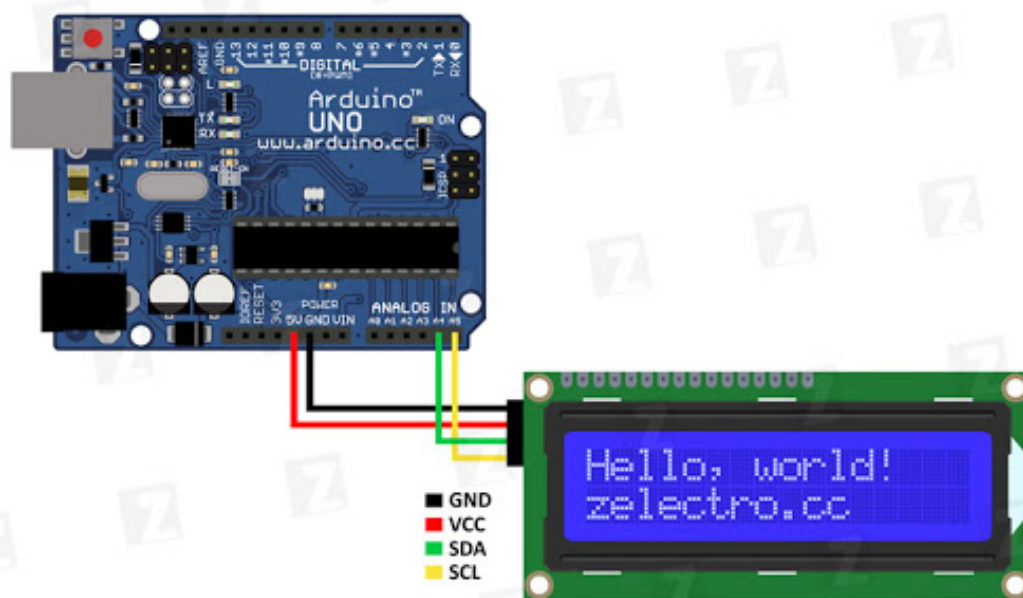 AREF
GND
13
12
*11
*10
*9
8
7
*6
*5
4
*3
2
TX▶1
RX◀0
DIGITAL
L
TX
RX
Arduino™
UNO
www.arduino.cc
ON
1
ICSP
IOREF
RESET
3V3
5V GND VIN
POWER
ANALOG IN
A0 A1 A2 A3 A4 A5
Hello, world!
zelectro.cc
GND
VCC
SDA
SCL